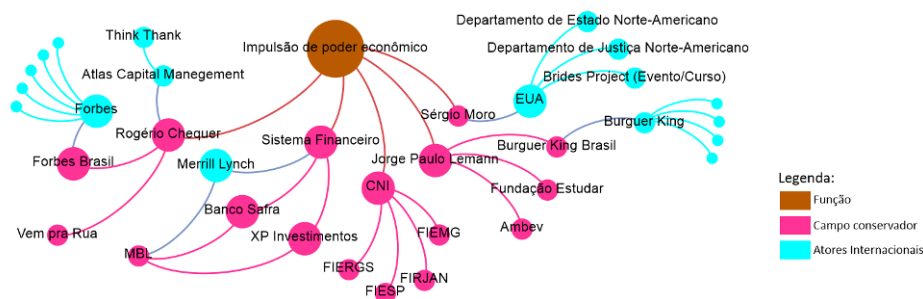 Departamento de Estado Norte-Americano
Think Thank
Impulsão de poder econômico
Departamento de Justiça Norte-Americano
Atlas Capital Manegement
Brides Project (Evento/Curso)
Forbes
EUA
Sérgio Moro
Burguer King
Rogério Chequer
Sistema Financeiro
Burguer King Brasil
Forbes Brasil
Merrill Lynch
Jorge Paulo Lemann
Legenda:
CNI
Fundação Estudar
Função
Banco Safra
Campo conservador
Vem pra Rua
XP Investimentos
FIEMG
Ambev
MBL
Atores Internacionais
FIERGS
FIRJAN
FIESP